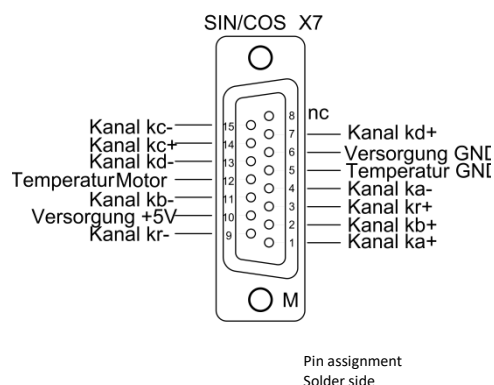 SIN/COS X7
8 nc
15 Kanal kc-
7 Kanal kd+
14 Kanal kc+
6 Versorgung GND
13 Kanal kd-
5 Temperatur GND
12 TemperaturMotor
4 Kanal ka-
11 Kanal kb-
3 Kanal kr+
10 Versorgung +5V
2 Kanal kb+
9 Kanal kr-
1 Kanal ka+
M
Pin assignment
Solder side